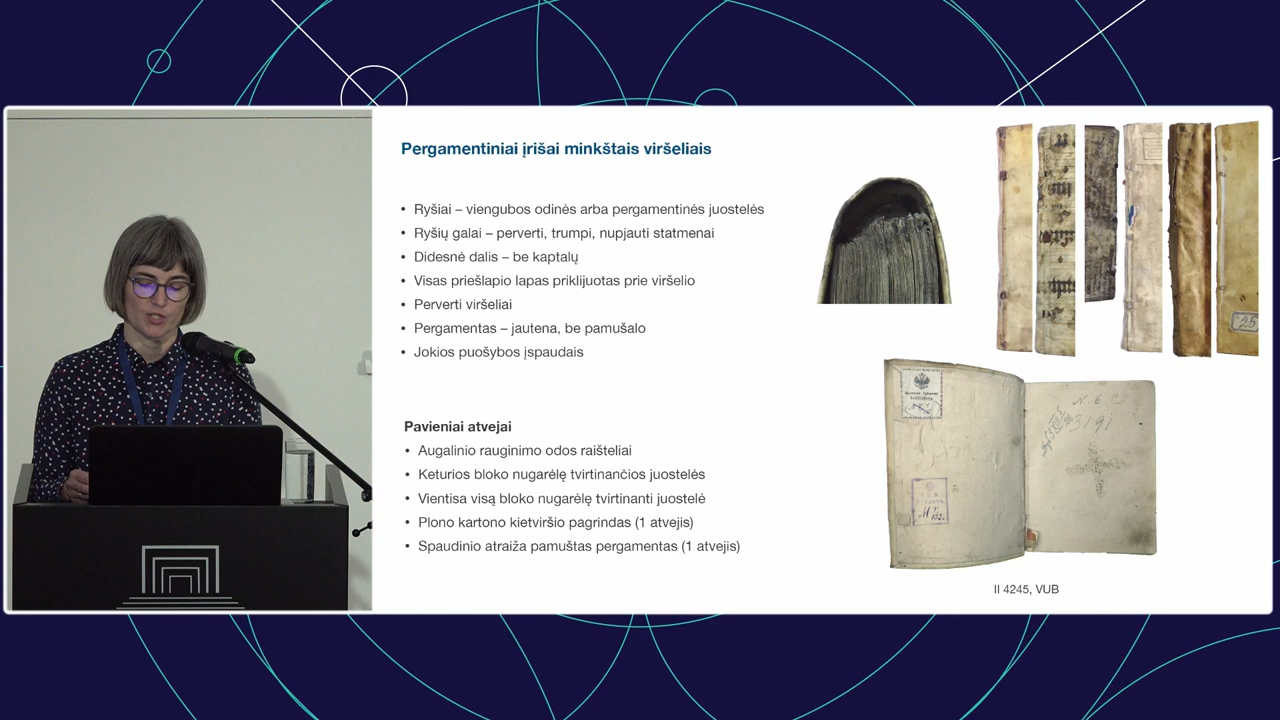 Pergamentiniai įrišai minkštais viršeliais
• Ryšiai – viengubos odinės arba pergamentinės juostelės
• Ryšių galai – perverti, trumpi, nupjauti statmenai
• Didesnė dalis – be kaptalų
• Visas priešlapio lapas priklijuotas prie viršelio
• Perverti viršeliai
• Pergamentas – jautena, be pamušalo
• Jokios puošybos įspaudais
Pavieniai atvejai
• Augalinio rauginimo odos raišteliai
• Keturios bloko nugarėlę tvirtinančios juostelės
• Vientisa visą bloko nugarėlę tvirtinanti juostelė
• Plono kartono kietviršio pagrindas (1 atvejis)
• Spaudinio atraiža pamuštas pergamentas (1 atvejis)
25
3191
II 4245, VUB